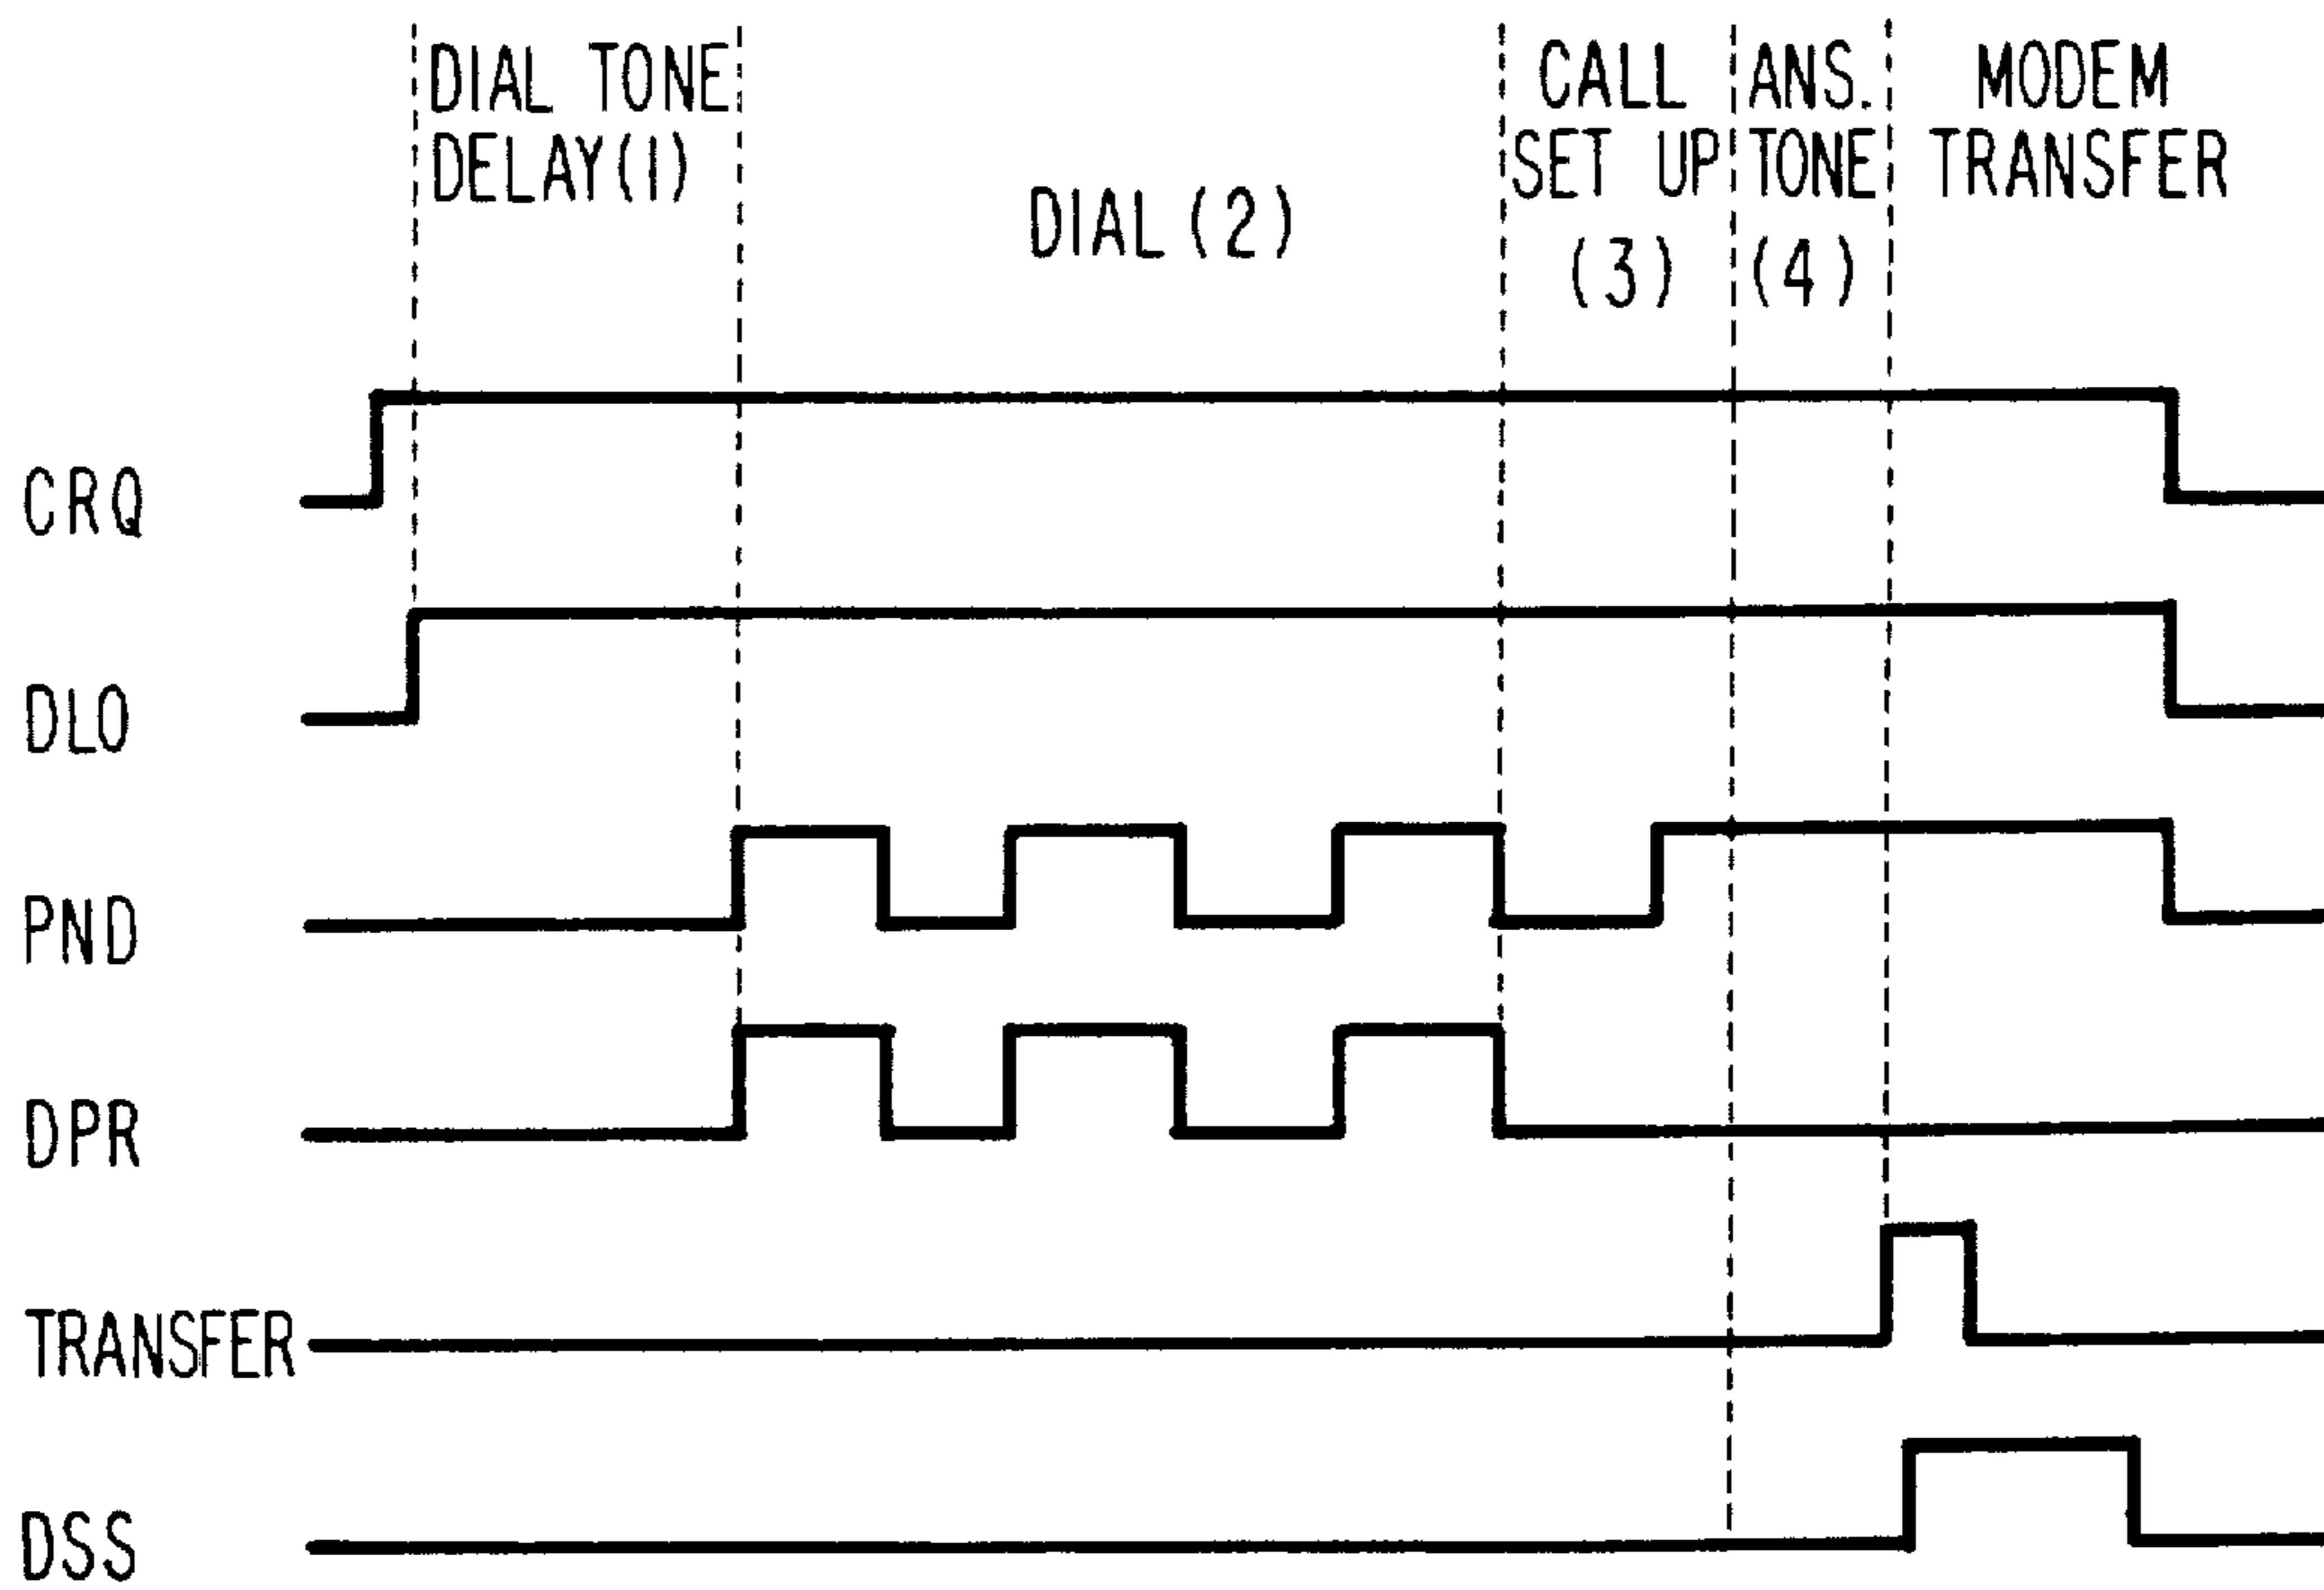 DIAL TONE
DELAY(1)
DIAL (2)
CALL
SET UP
(3)
ANS.
TONE
(4)
MODEM
TRANSFER
CRQ
DLO
PND
DPR
TRANSFER
DSS